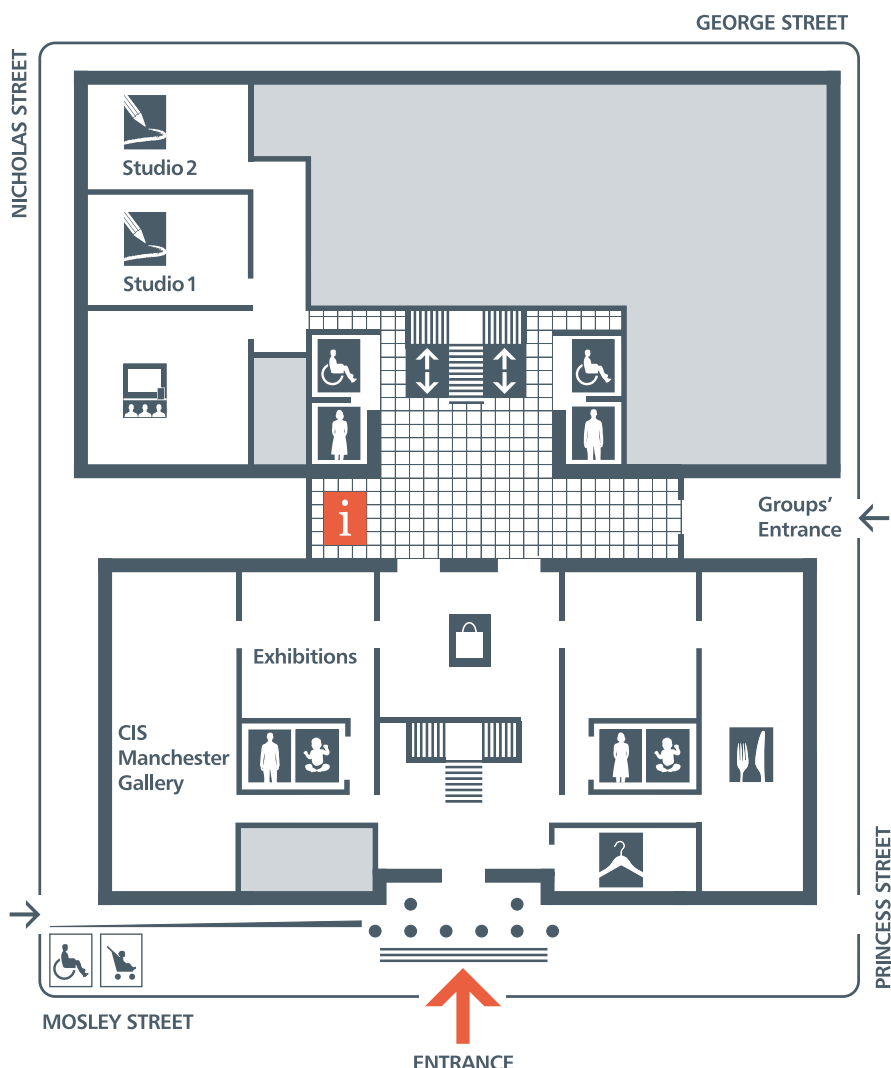 GEORGE STREET
NICHOLAS STREET
Studio 2
Studio 1
i
Groups’
Entrance
Exhibitions
CIS
Manchester
Gallery
PRINCESS STREET
MOSLEY STREET
ENTRANCE